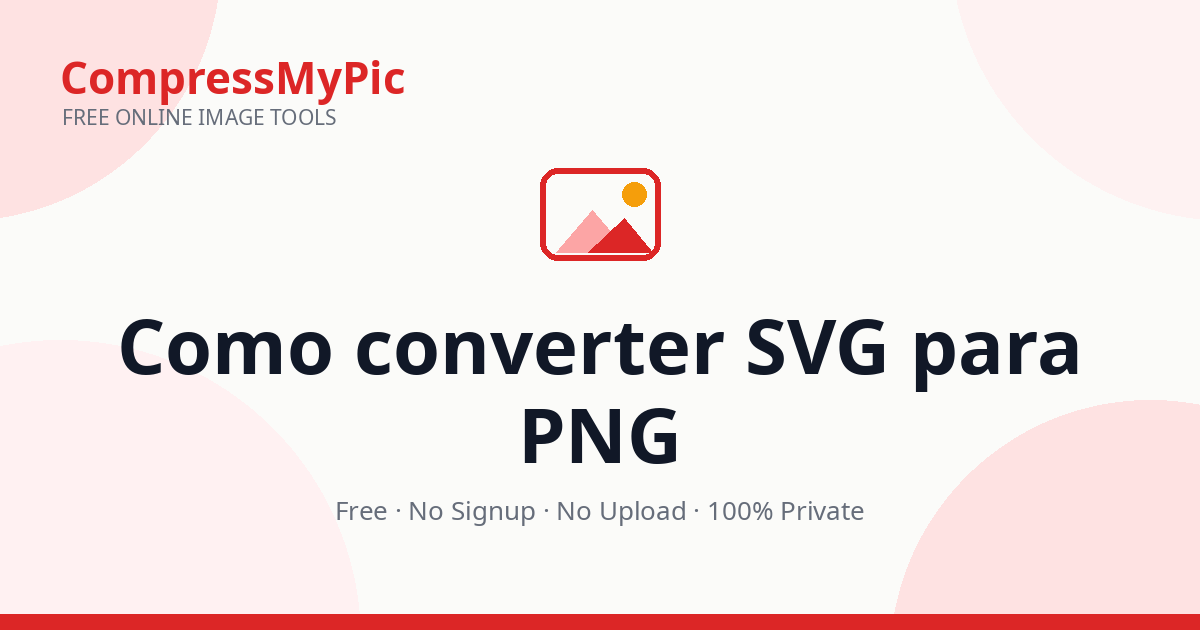 CompressMyPic
FREE ONLINE IMAGE TOOLS
Como converter SVG para
PNG
Free · No Signup · No Upload · 100% Private